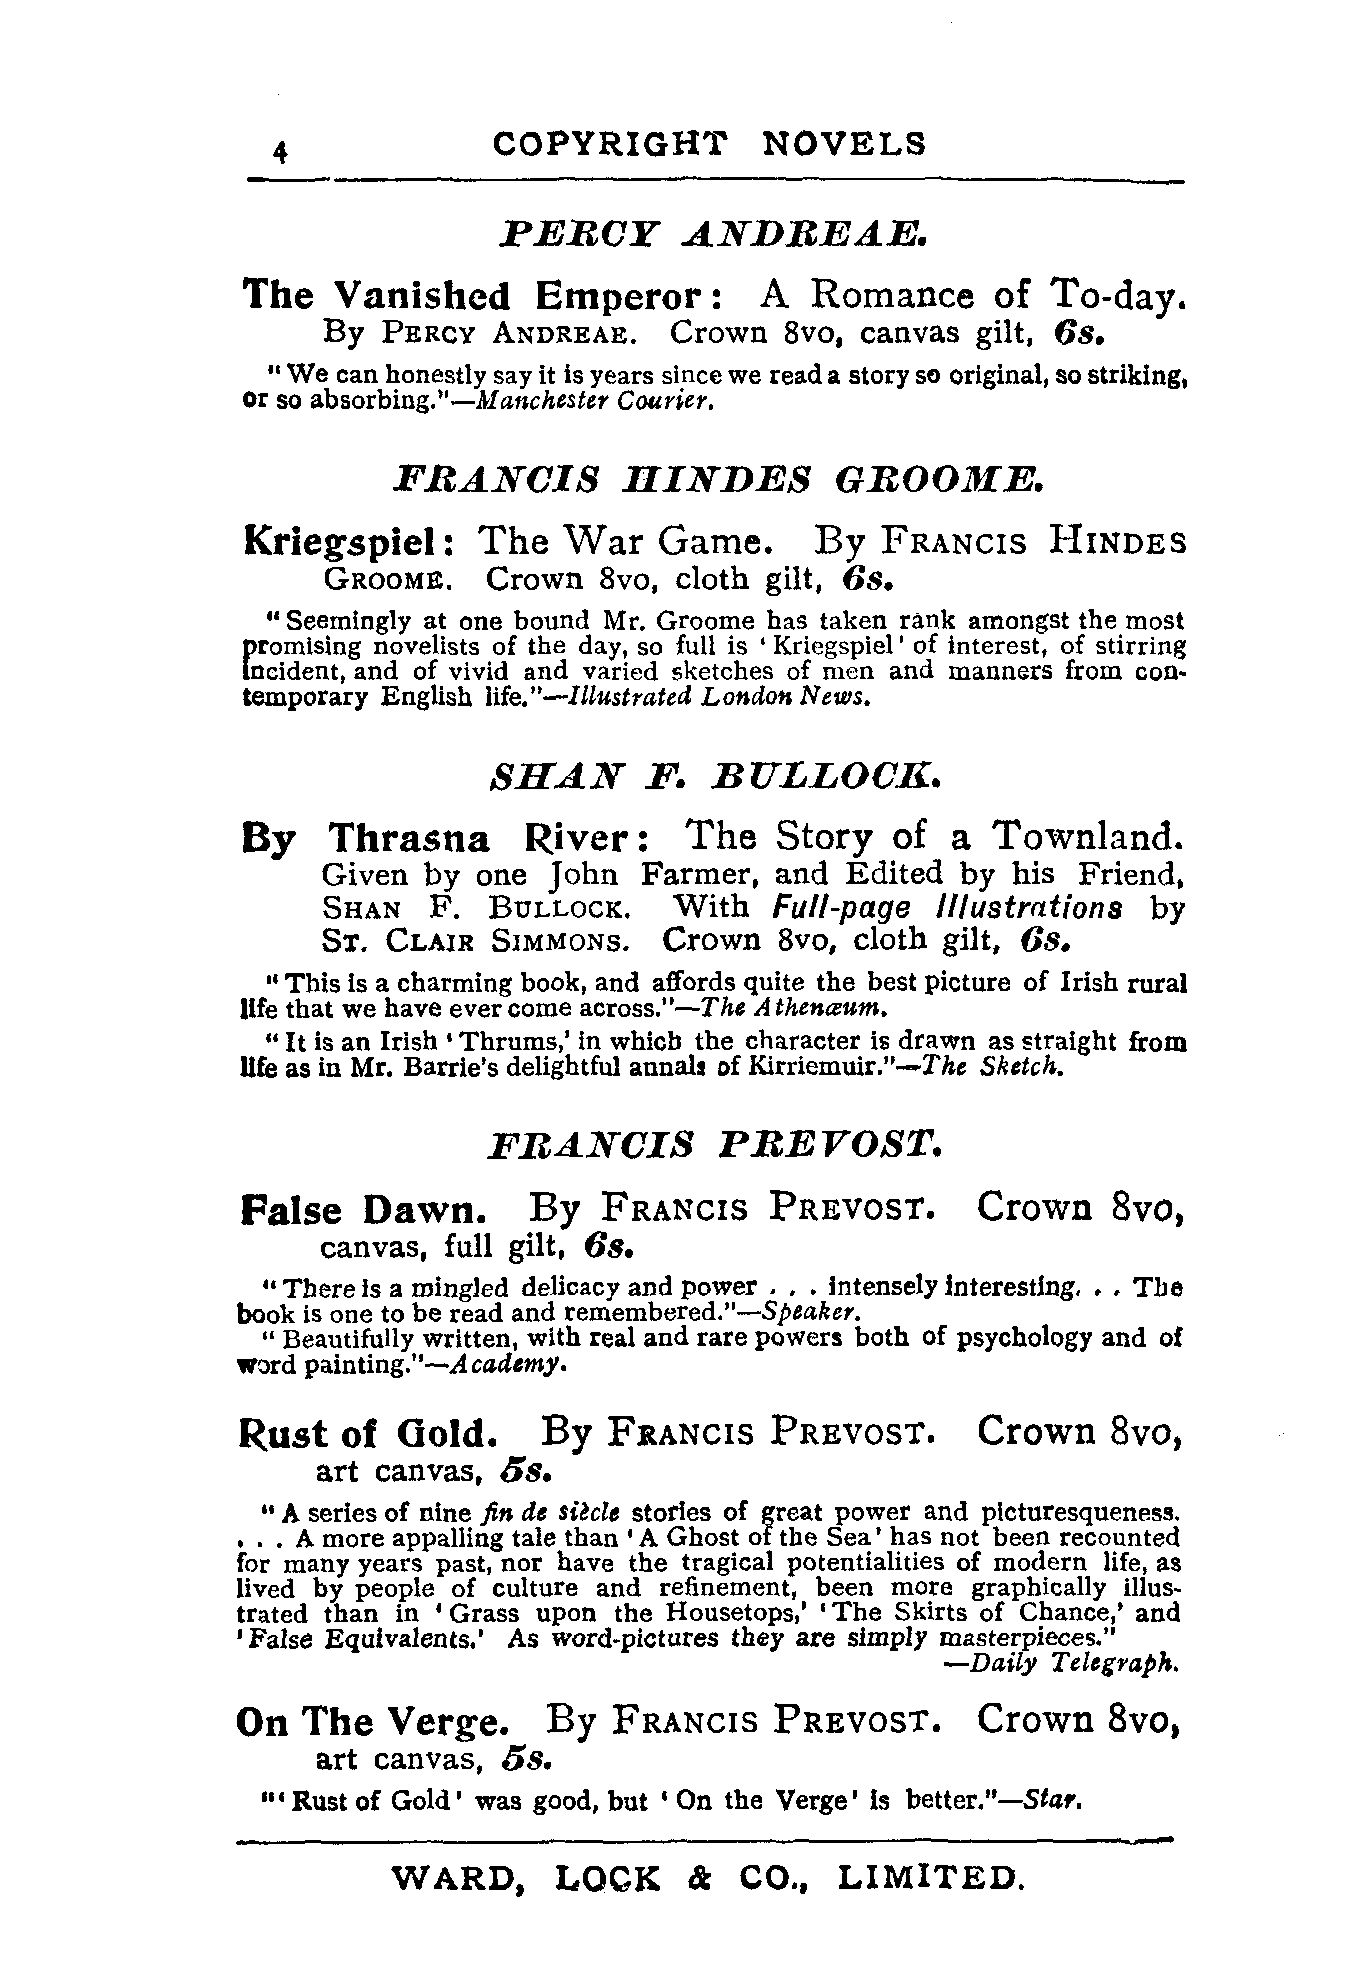 4 COPYRIGHT NOVELS
PERCY ANDREAE.
The Vanished Emperor: A Romance of To-day.
By PERCY ANDREAE. Crown 8vo, canvas gilt, 6s.
"We can honestly say it is years since we read a story so original, so striking,
or so absorbing."—Manchester Courier.
FRANCIS HINDES GROOME.
Kriegspiel: The War Game. By FRANCIS HINDES
GROOME. Crown 8vo, cloth gilt, 6s.
"Seemingly at one bound Mr. Groome has taken rank amongst the most
promising novelists of the day, so full is 'Kriegspiel' of interest, of stirring
incident, and of vivid and varied sketches of men and manners from con-
temporary English life."—Illustrated London News.
SHAN F. BULLOCK.
By Thrasna River: The Story of a Townland.
Given by one John Farmer, and Edited by his Friend,
SHAN F. BULLOCK. With Full-page Illustrations by
ST. CLAIR SIMMONS. Crown 8vo, cloth gilt, 6s.
"This is a charming book, and affords quite the best picture of Irish rural
life that we have ever come across."—The Athenæum.
"It is an Irish 'Thrums,' in which the character is drawn as straight from
life as in Mr. Barrie's delightful annals of Kirriemuir."—The Sketch.
FRANCIS PREVOST.
False Dawn. By FRANCIS PREVOST. Crown 8vo,
canvas, full gilt, 6s.
"There is a mingled delicacy and power . . . intensely interesting. . . The
book is one to be read and remembered."—Speaker.
"Beautifully written, with real and rare powers both of psychology and of
word painting."—Academy.
Rust of Gold. By FRANCIS PREVOST. Crown 8vo,
art canvas, 5s.
"A series of nine fin de siècle stories of great power and picturesqueness.
. . . A more appalling tale than 'A Ghost of the Sea' has not been recounted
for many years past, nor have the tragical potentialities of modern life, as
lived by people of culture and refinement, been more graphically illus-
trated than in 'Grass upon the Housetops,' 'The Skirts of Chance,' and
'False Equivalents.' As word-pictures they are simply masterpieces."
—Daily Telegraph.
On The Verge. By FRANCIS PREVOST. Crown 8vo,
art canvas, 5s.
"'Rust of Gold' was good, but 'On the Verge' is better."—Star.
WARD, LOCK & CO., LIMITED.